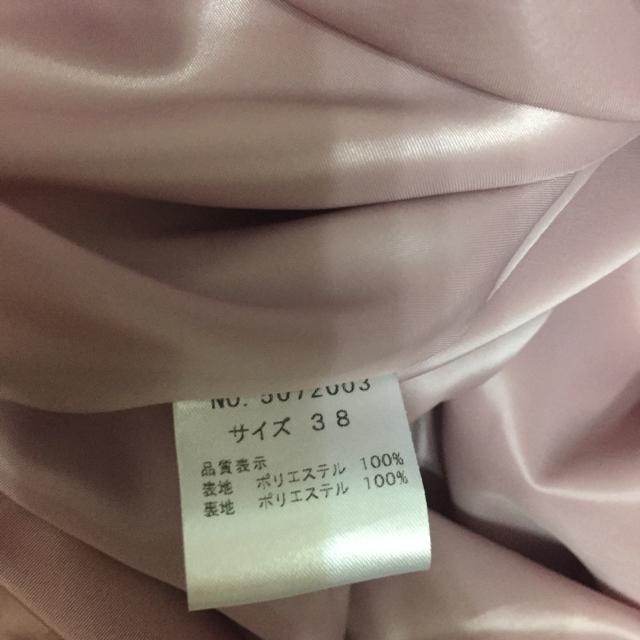 NO. 5072003
サイズ 38
品質表示
表地 ポリエステル 100%
裏地 ポリエステル 100%